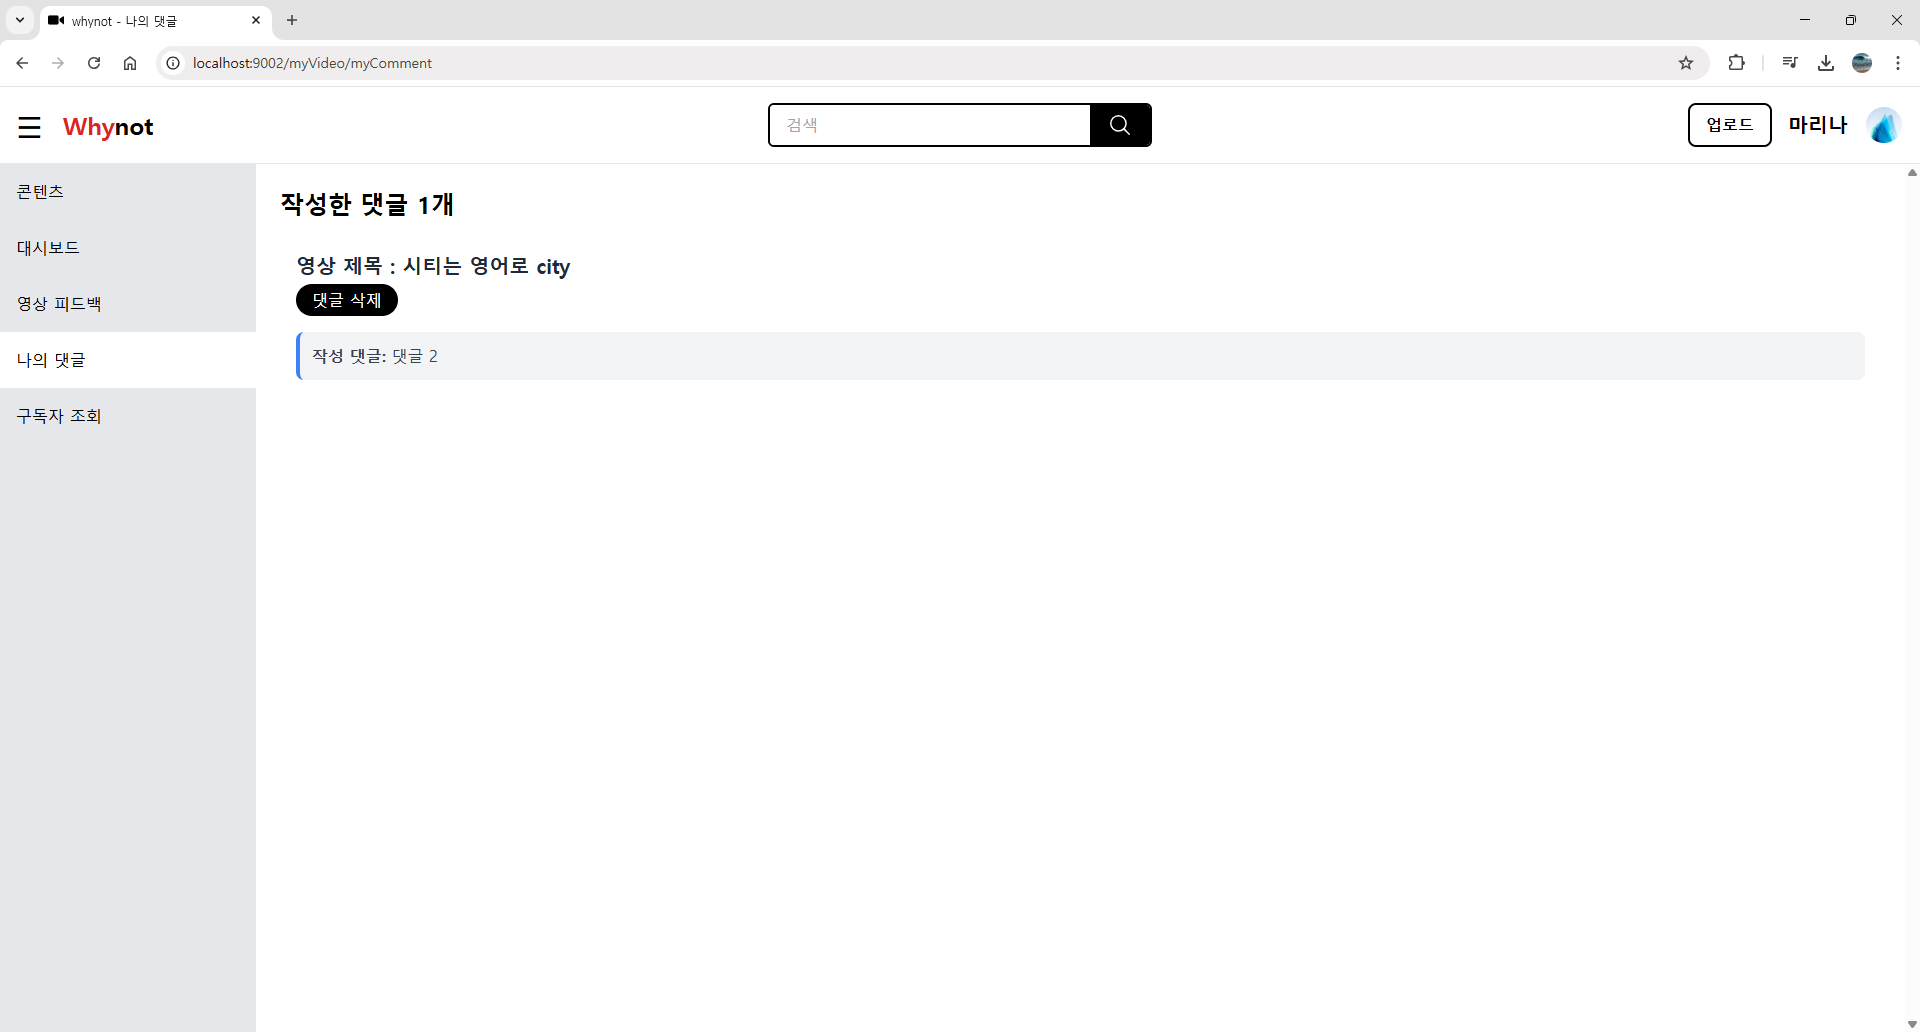 whynot - 나의 댓글
localhost:9002/myVideo/myComment
Whynot
검색
업로드
마리나
콘텐츠
대시보드
영상 피드백
나의 댓글
구독자 조회
작성한 댓글 1개
영상 제목 : 시티는 영어로 city
댓글 삭제
작성 댓글: 댓글 2